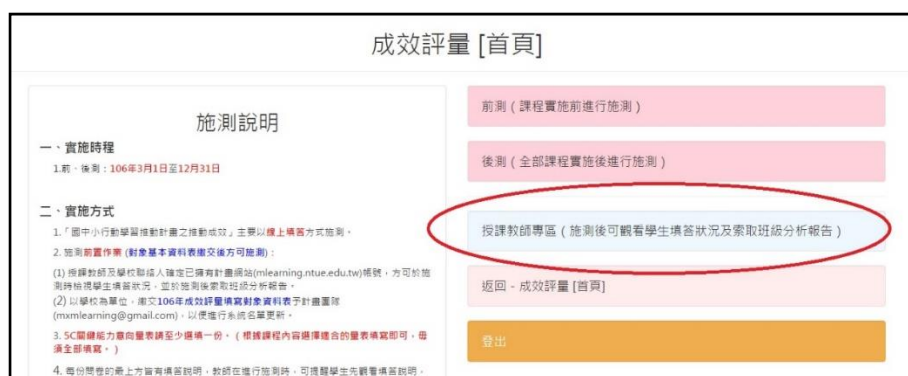 成效評量 [首頁]
施測說明
一、實施時程
1.前、後測：106年3月1日至12月31日
二、實施方式
1.「國中小行動學習推動計畫之推動成效」主要以線上填答方式施測。
2. 施測前置作業 (對象基本資料表繳交後方可施測)：
(1) 授課教師及學校聯絡人確定已擁有計畫網站(mlearning.ntue.edu.tw)帳號，方可於施
測時檢視學生填答狀況，並於施測後索取班級分析報告。
(2) 以學校為單位，繳交106年成效評量填寫對象資料表予計畫團隊
(mxmlearning@gmail.com)，以便進行系統名單更新。
3. 5C關鍵能力意向量表請至少選填一份。(根據課程內容選擇適合的量表填寫即可，毋
須全部填寫。)
4. 每份問卷的最上方皆有填答說明，教師在進行施測時，可提醒學生先觀看填答說明，
前測 ( 課程實施前進行施測 )
後測 ( 全部課程實施後進行施測 )
授課教師專區 ( 施測後可觀看學生填答狀況及索取班級分析報告 )
返回 - 成效評量 [首頁]
登出